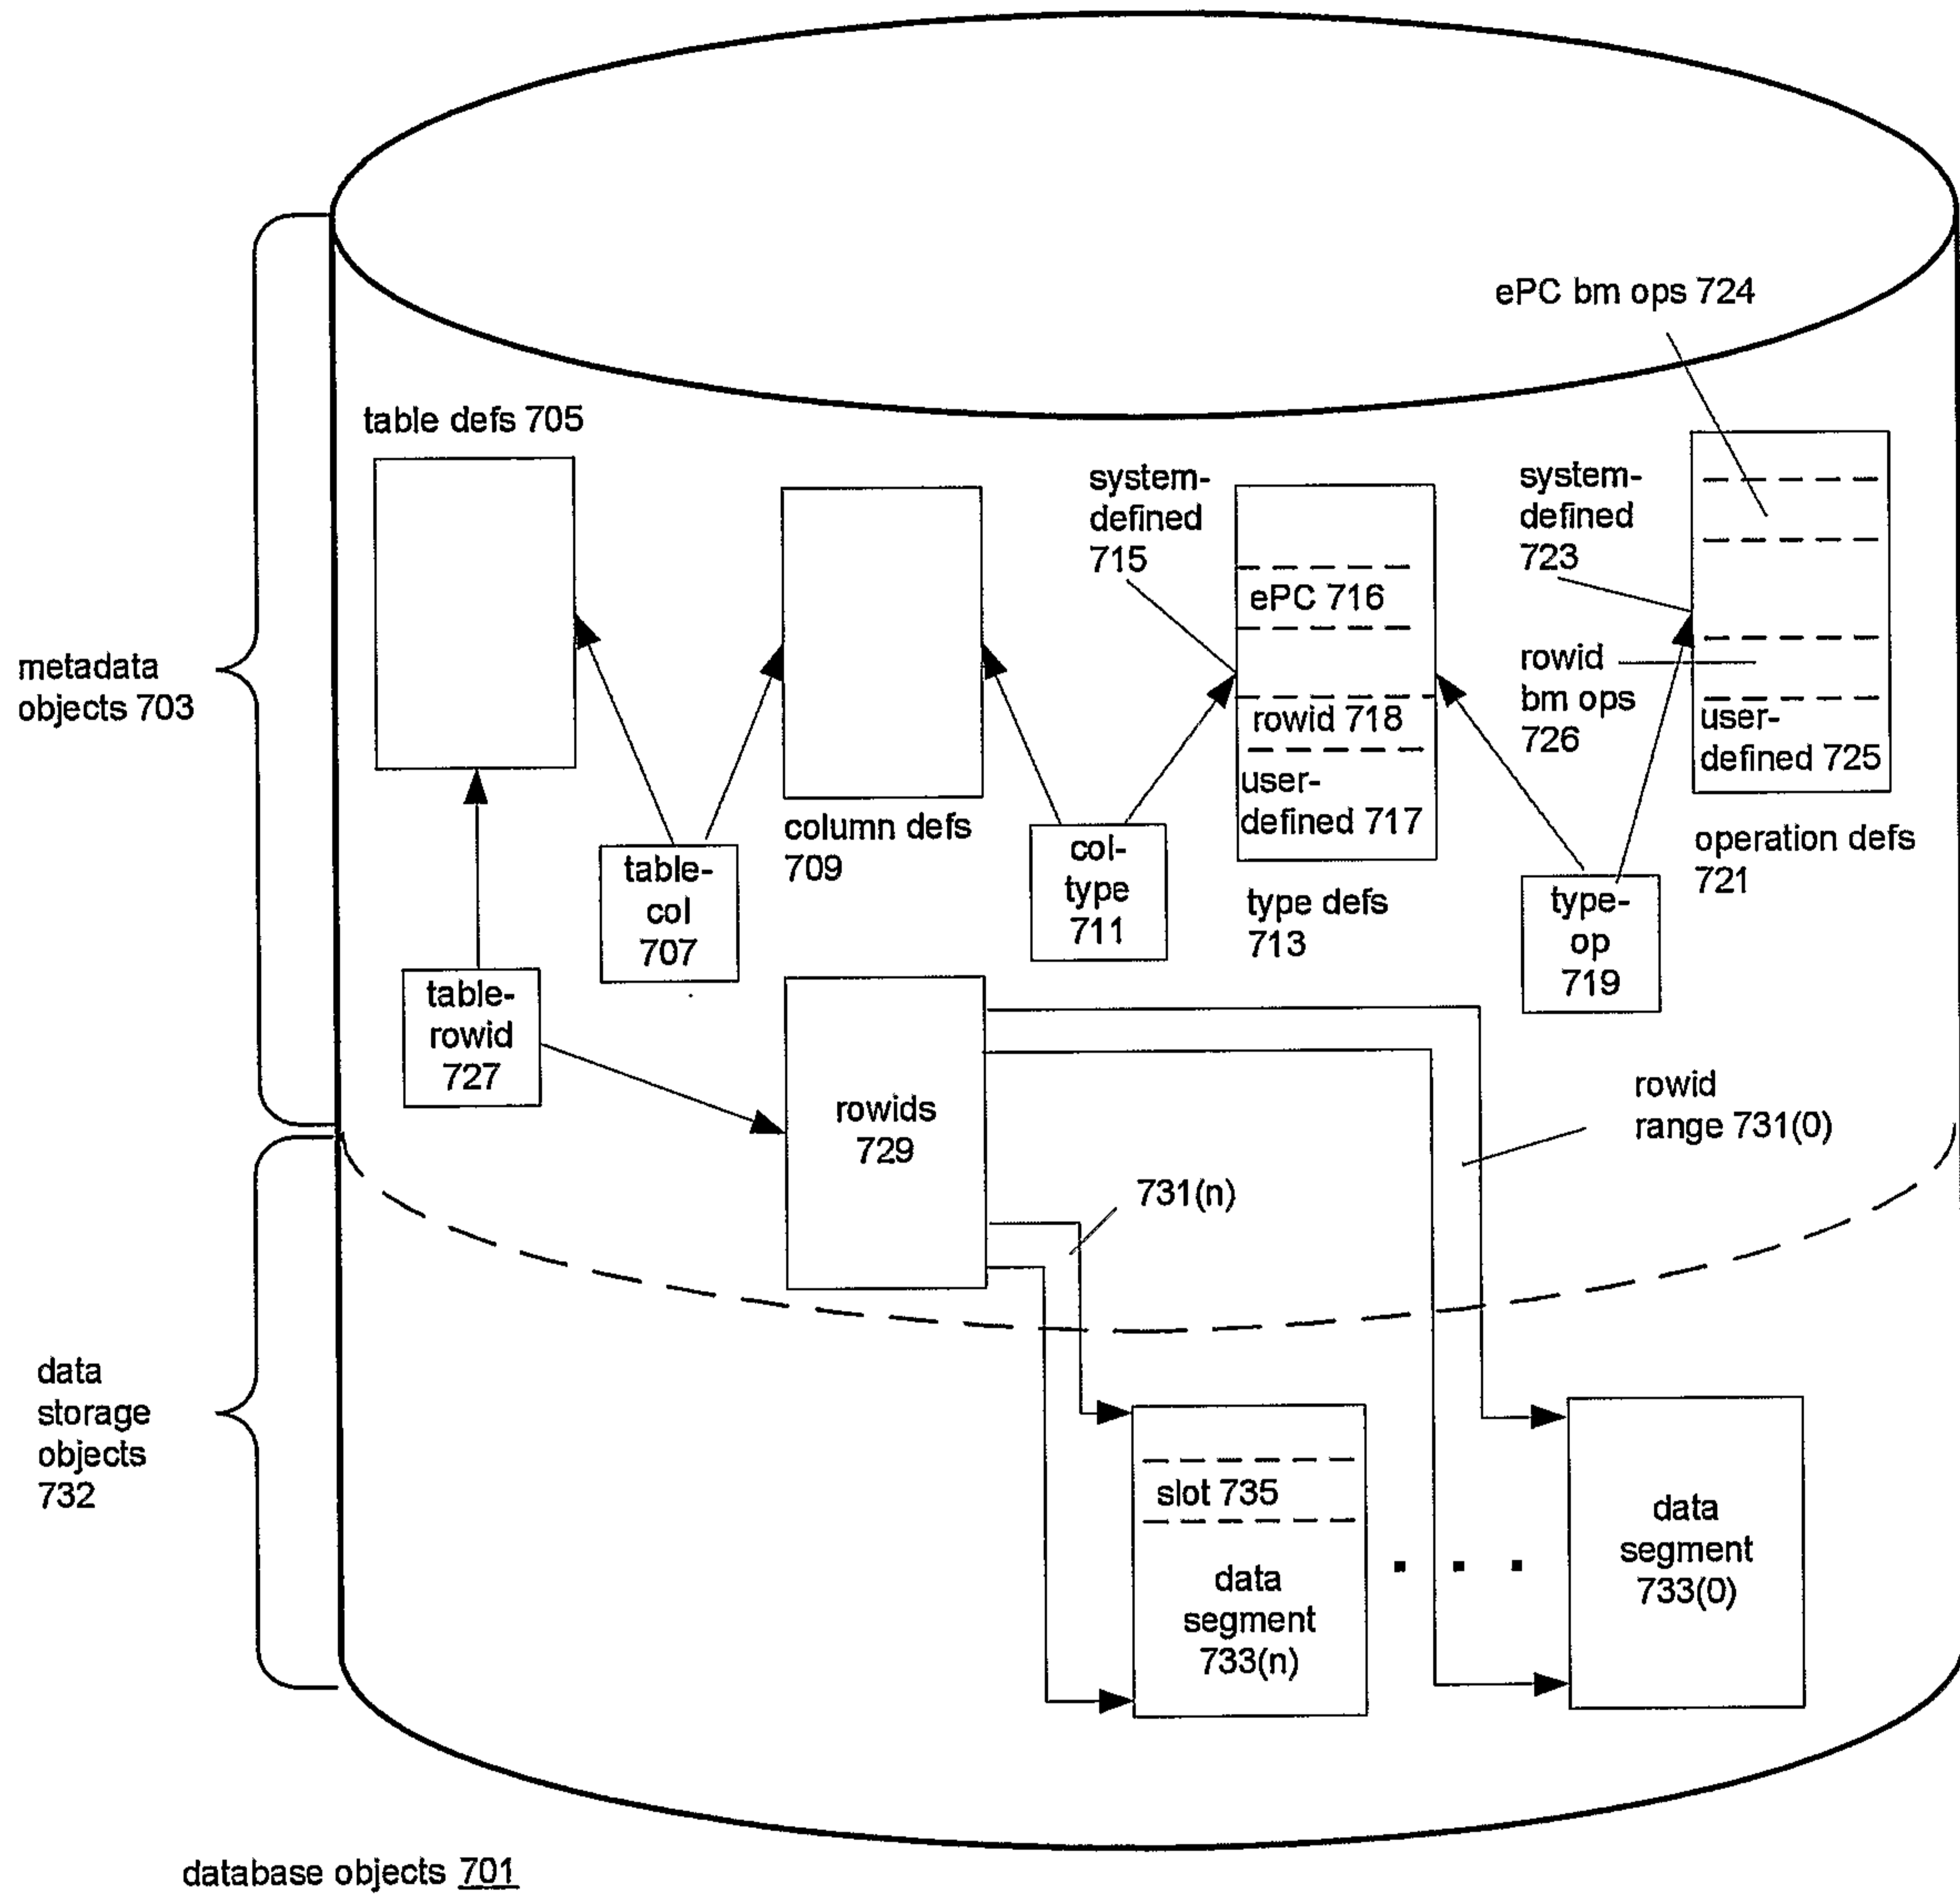 ePC bm ops 724
table defs 705
system-
defined
715
system-
defined
723
ePC 716
metadata
objects 703
rowid
bm ops
726
rowid 718
user-
defined 725
user-
defined 717
column defs
709
operation defs
721
table-
col
707
col-
type
711
type defs
713
type-
op
719
table-
rowid
727
rowids
729
rowid
range 731(0)
731(n)
data
storage
objects
732
slot 735
data
segment
733(n)
. . .
data
segment
733(0)
database objects 701